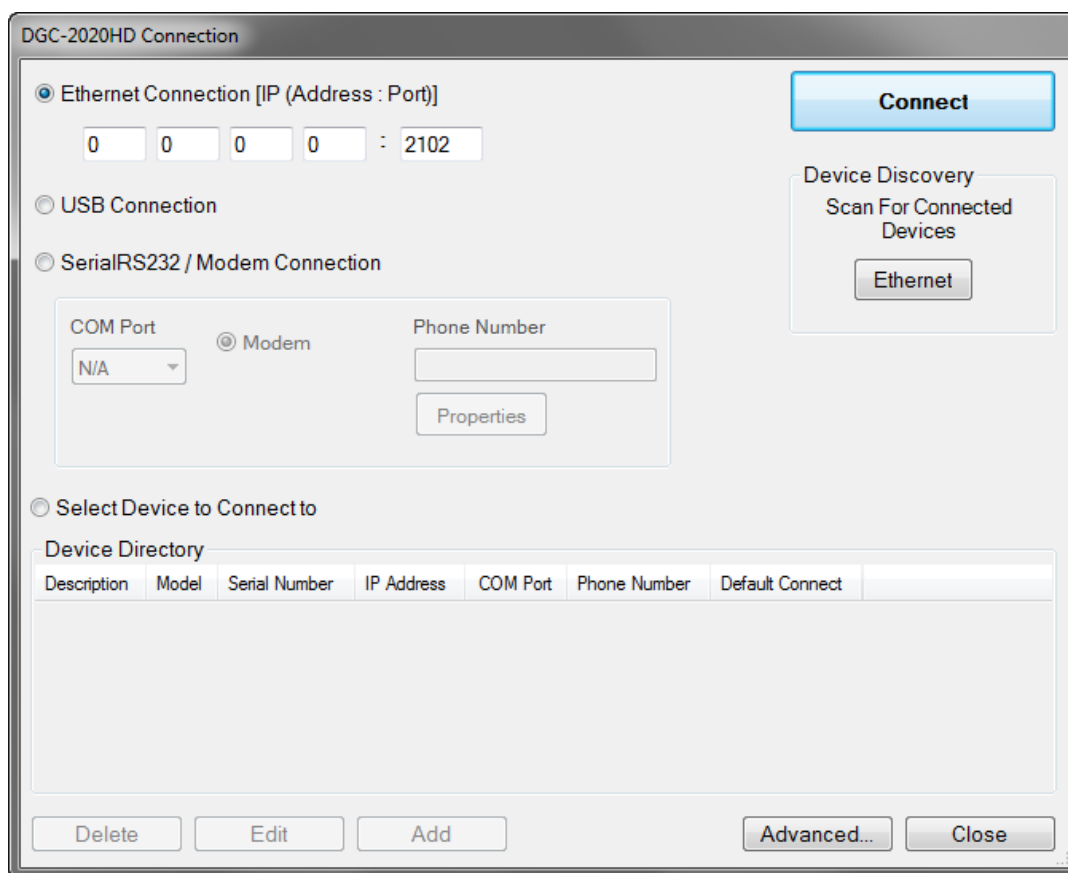 DGC-2020HD Connection
Ethernet Connection [IP (Address : Port)]
0 0 0 0 : 2102
Connect
USB Connection
SerialRS232 / Modem Connection
COM Port
N/A
Modem
Phone Number
Properties
Device Discovery
Scan For Connected
Devices
Ethernet
Select Device to Connect to
Device Directory
Description Model Serial Number IP Address COM Port Phone Number Default Connect
Delete Edit Add Advanced... Close